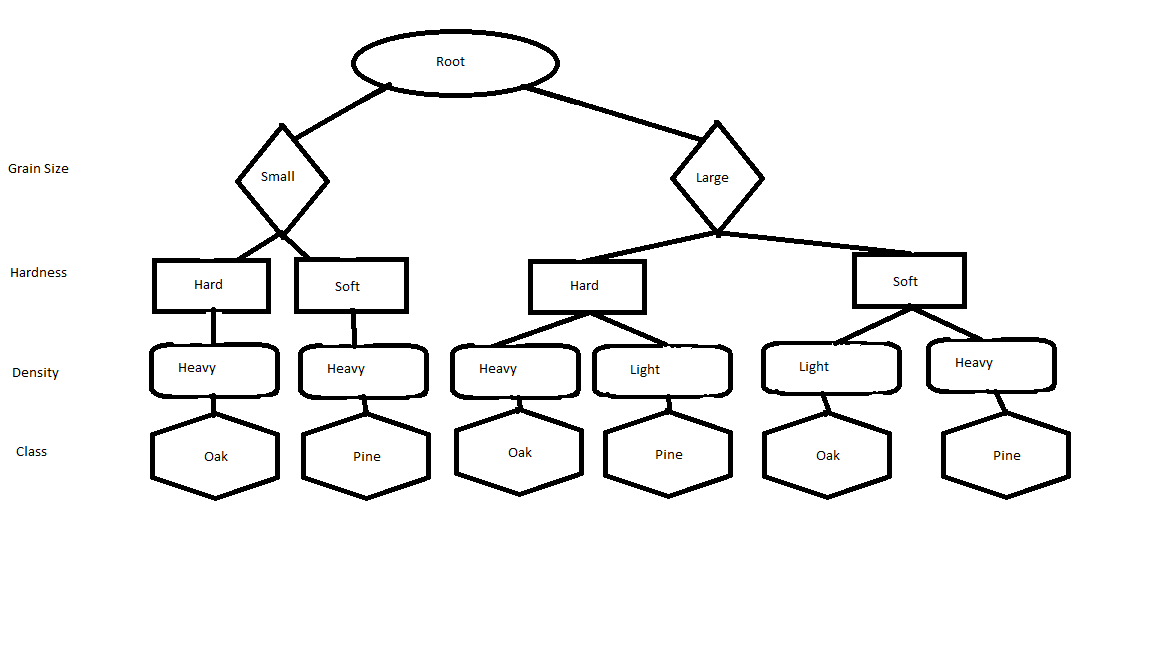 Root
Grain Size
Small
Large
Hardness
Hard
Soft
Hard
Soft
Density
Heavy
Heavy
Heavy
Light
Light
Heavy
Class
Oak
Pine
Oak
Pine
Oak
Pine